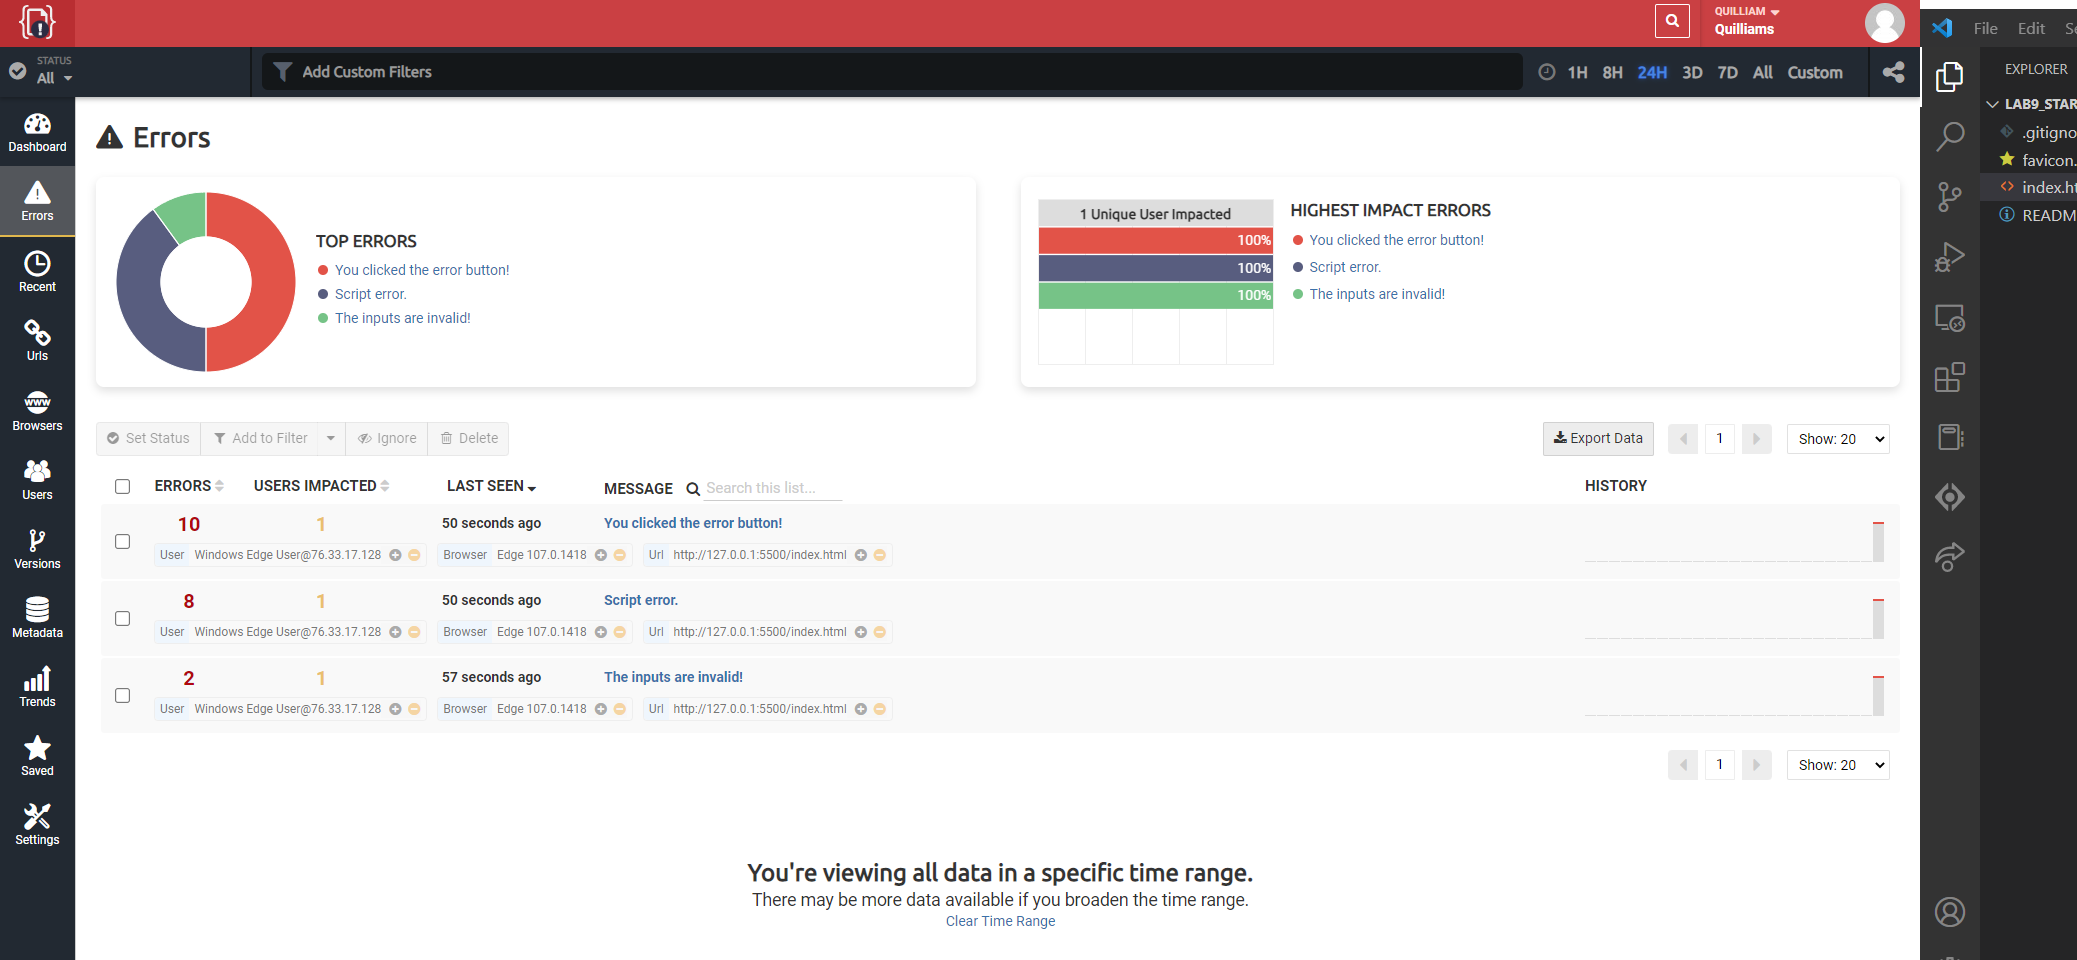 QUILLIAM
Quilliams
STATUS
All
Add Custom Filters
1H 8H 24H 3D 7D All Custom
Dashboard
Errors
Recent
Urls
www
Browsers
Users
Versions
Metadata
Trends
Saved
Settings
Errors
TOP ERRORS
You clicked the error button!
Script error.
The inputs are invalid!
1 Unique User Impacted
100%
100%
100%
HIGHEST IMPACT ERRORS
You clicked the error button!
Script error.
The inputs are invalid!
Set Status Add to Filter Ignore Delete
Export Data 1 Show: 20
ERRORS USERS IMPACTED LAST SEEN MESSAGE Search this list... HISTORY
10 1 50 seconds ago You clicked the error button!
User Windows Edge User@76.33.17.128 Browser Edge 107.0.1418 Url http://127.0.0.1:5500/index.html
8 1 50 seconds ago Script error.
User Windows Edge User@76.33.17.128 Browser Edge 107.0.1418 Url http://127.0.0.1:5500/index.html
2 1 57 seconds ago The inputs are invalid!
User Windows Edge User@76.33.17.128 Browser Edge 107.0.1418 Url http://127.0.0.1:5500/index.html
1 Show: 20
You're viewing all data in a specific time range.
There may be more data available if you broaden the time range.
Clear Time Range
File Edit Se
EXPLORER
LAB9_STAR
.gitigno
favicon.
index.ht
READM